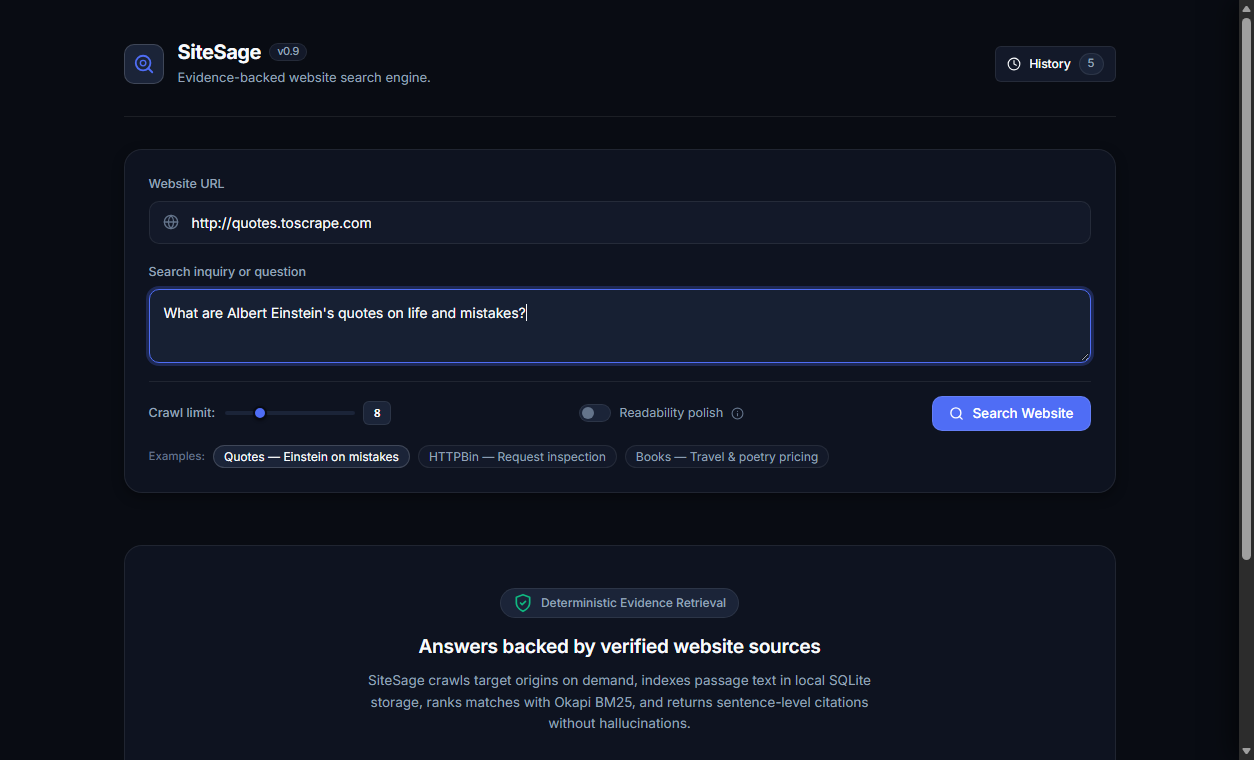 SiteSage v0.9
Evidence-backed website search engine.
History 5
Website URL
http://quotes.toscrape.com
Search inquiry or question
What are Albert Einstein's quotes on life and mistakes?
Crawl limit: 8 Readability polish Search Website
Examples: Quotes — Einstein on mistakes HTTPBin — Request inspection Books — Travel & poetry pricing
Deterministic Evidence Retrieval
Answers backed by verified website sources
SiteSage crawls target origins on demand, indexes passage text in local SQLite
storage, ranks matches with Okapi BM25, and returns sentence-level citations
without hallucinations.